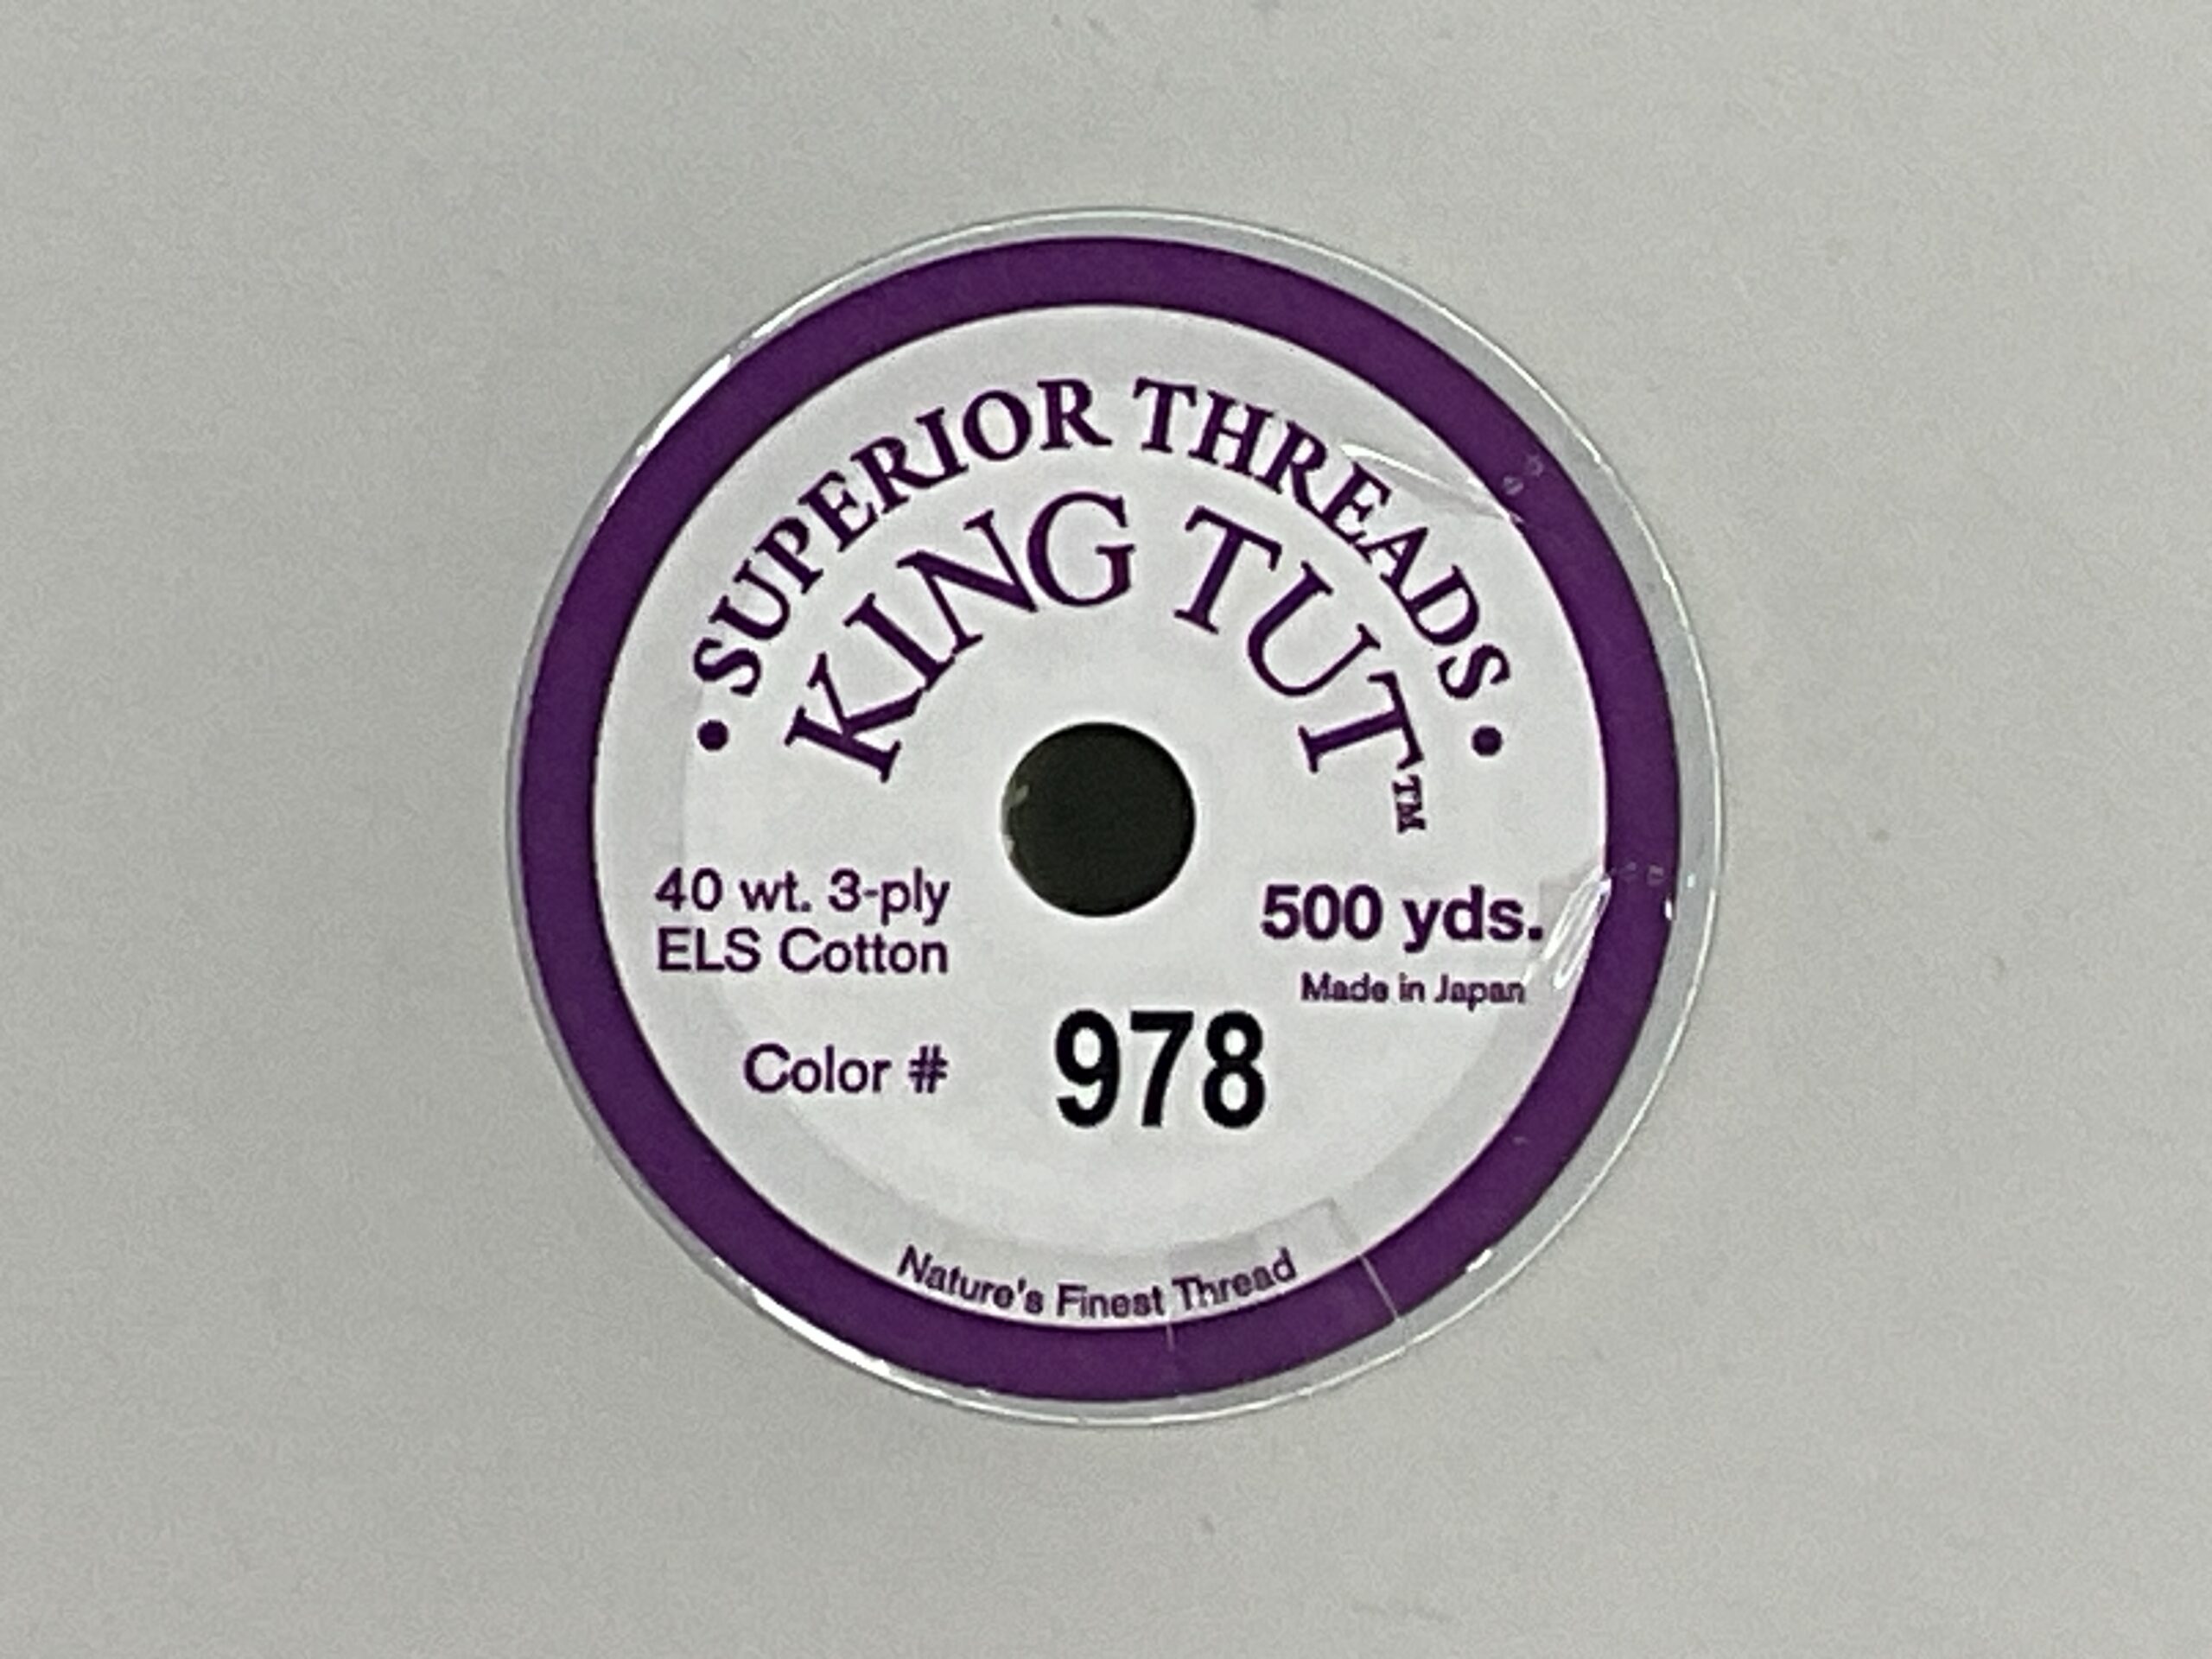 • SUPERIOR THREADS •
KING TUT™
40 wt. 3-ply
ELS Cotton
500 yds.
Made in Japan
Color # 978
Nature's Finest Thread